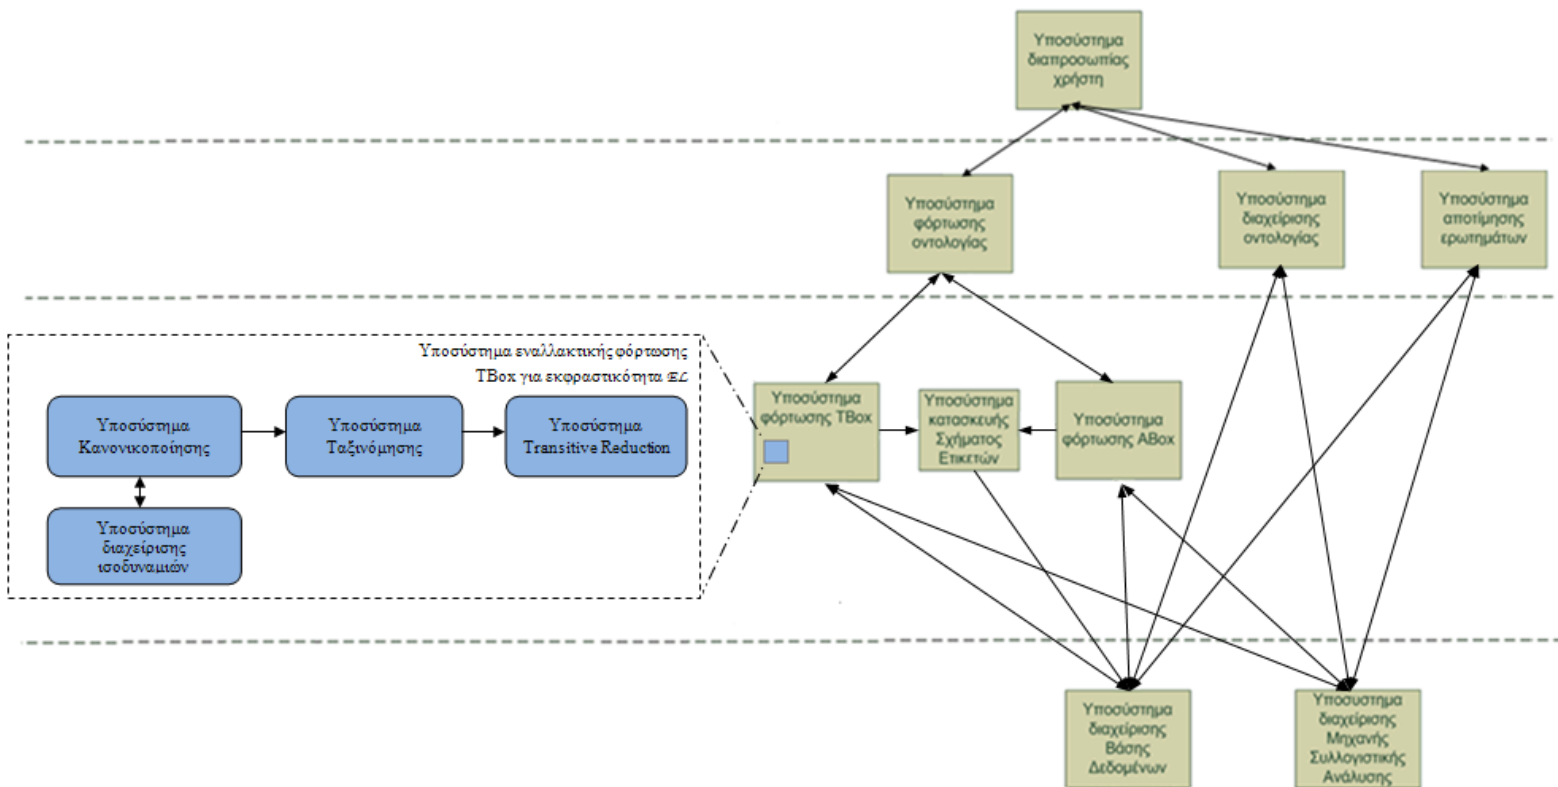 Υποσύστημα
διαπροσωπίας
χρήστη
Υποσύστημα
φόρτωσης
οντολογίας
Υποσύστημα
διαχείρισης
οντολογίας
Υποσύστημα
αποτίμησης
ερωτημάτων
Υποσύστημα εναλλακτική φόρτωσης
TBox για εκφραστικότητα EL
Υποσύστημα
Κανονικοποίησης
Υποσύστημα
Ταξινόμησης
Υποσύστημα
Transitive Reduction
Υποσύστημα
διαχείρισης
ισοδυναμιών
Υποσύστημα
φόρτωσης TBox
Υποσύστημα
κατασκευής
Σχήματος
Ετικετών
Υποσύστημα
φόρτωσης ABox
Υποσύστημα
διαχείρισης
Βάσης
Δεδομένων
Υποσυστημα
διαχείρισης
Μηχανής
Συλλογιστικής
Ανάλυσης